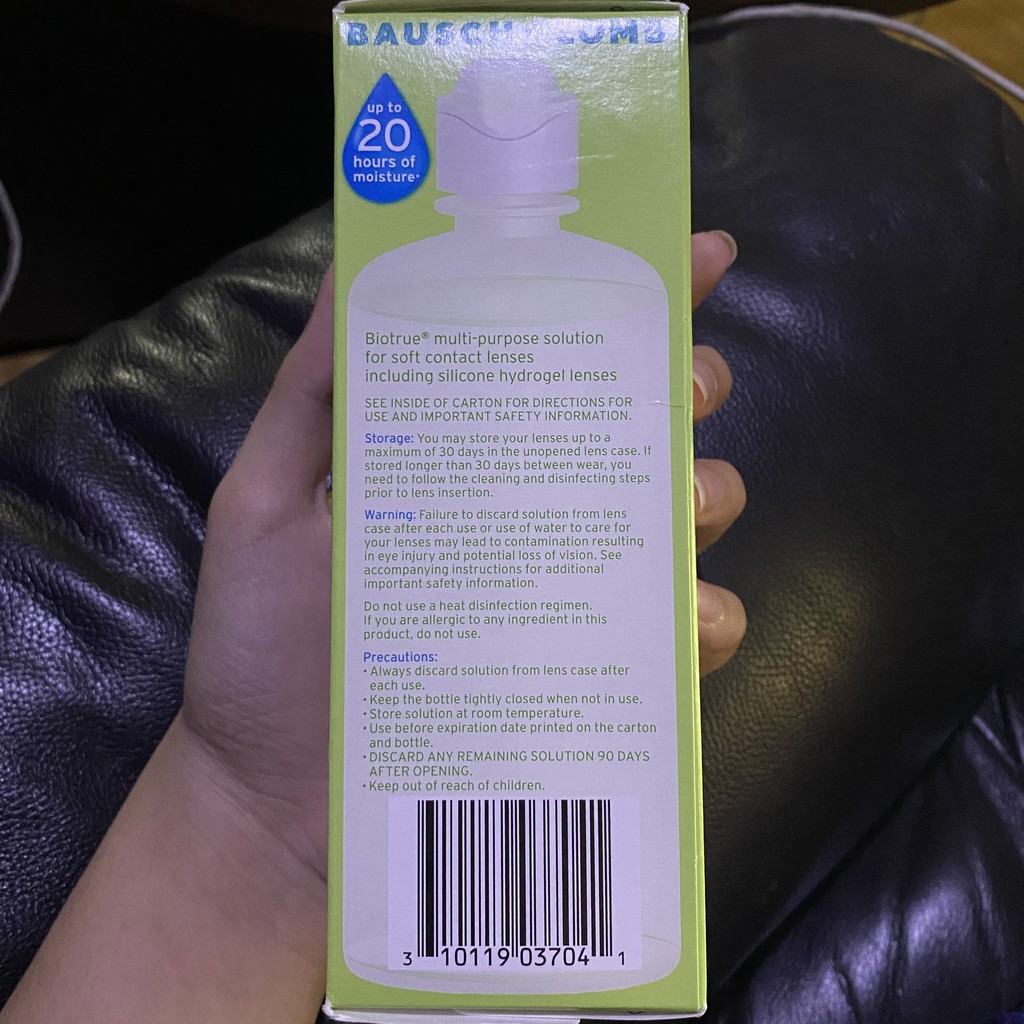 BAUSCH + LOMB
up to
20
hours of
moisture*
Biotrue® multi-purpose solution
for soft contact lenses
including silicone hydrogel lenses
SEE INSIDE OF CARTON FOR DIRECTIONS FOR
USE AND IMPORTANT SAFETY INFORMATION.
Storage: You may store your lenses up to a
maximum of 30 days in the unopened lens case. If
stored longer than 30 days between wear, you
need to follow the cleaning and disinfecting steps
prior to lens insertion.
Warning: Failure to discard solution from lens
case after each use or use of water to care for
your lenses may lead to contamination resulting
in eye injury and potential loss of vision. See
accompanying instructions for additional
important safety information.
Do not use a heat disinfection regimen.
If you are allergic to any ingredient in this
product, do not use.
Precautions:
• Always discard solution from lens case after
each use.
• Keep the bottle tightly closed when not in use.
• Store solution at room temperature.
• Use before expiration date printed on the carton
and bottle.
• DISCARD ANY REMAINING SOLUTION 90 DAYS
AFTER OPENING.
• Keep out of reach of children.
3 10119 03704 1